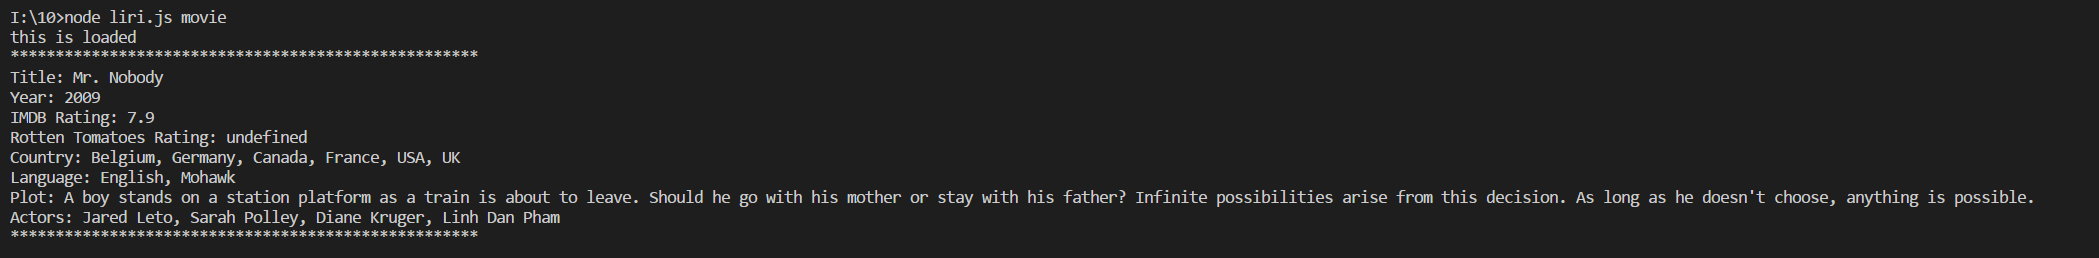 I:\10>node liri.js movie
this is loaded
****************************************************
Title: Mr. Nobody
Year: 2009
IMDB Rating: 7.9
Rotten Tomatoes Rating: undefined
Country: Belgium, Germany, Canada, France, USA, UK
Language: English, Mohawk
Plot: A boy stands on a station platform as a train is about to leave. Should he go with his mother or stay with his father? Infinite possibilities arise from this decision. As long as he doesn't choose, anything is possible.
Actors: Jared Leto, Sarah Polley, Diane Kruger, Linh Dan Pham
****************************************************